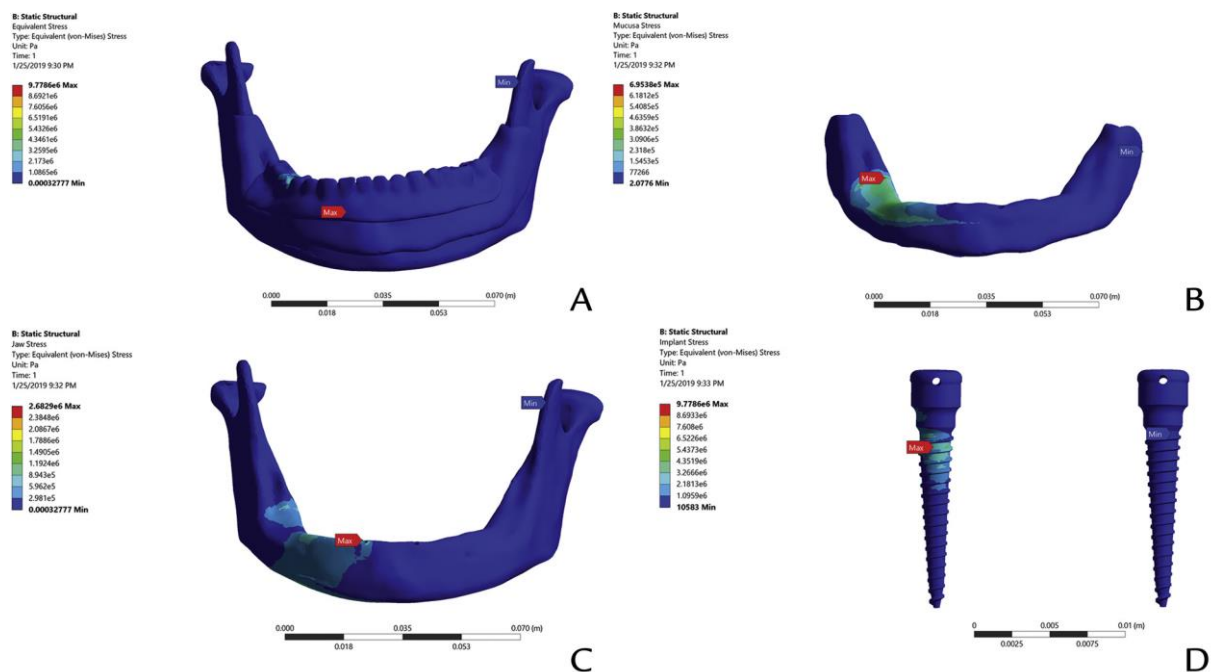 B: Static Structural
Equivalent Stress
Type: Equivalent (von-Mises) Stress
Unit: Pa
Time: 1
1/25/2019 9:30 PM
9.7786e6 Max
8.6921e6
7.6056e6
6.5191e6
5.4326e6
4.3461e6
3.2595e6
2.173e6
1.0865e6
0.00032777 Min
Min
Max
0.000 0.035 0.070 (m)
0.018 0.053
A
B: Static Structural
Mucusa Stress
Type: Equivalent (von-Mises) Stress
Unit: Pa
Time: 1
1/25/2019 9:32 PM
6.9538e5 Max
6.1812e5
5.4085e5
4.6359e5
3.8632e5
3.0906e5
2.318e5
1.5453e5
77266
2.0776 Min
Max
Min
0.000 0.035 0.070 (m)
0.018 0.053
B
B: Static Structural
Jaw Stress
Type: Equivalent (von-Mises) Stress
Unit: Pa
Time: 1
1/25/2019 9:32 PM
2.6829e6 Max
2.3848e6
2.0867e6
1.7886e6
1.4905e6
1.1924e6
8.943e5
5.962e5
2.981e5
0.00032777 Min
Min
Max
0.000 0.035 0.070 (m)
0.018 0.053
C
B: Static Structural
Implant Stress
Type: Equivalent (von-Mises) Stress
Unit: Pa
Time: 1
1/25/2019 9:33 PM
9.7786e6 Max
8.6933e6
7.608e6
6.5226e6
5.4373e6
4.3519e6
3.2666e6
2.1813e6
1.0959e6
10583 Min
Max
Min
0 0.005 0.01 (m)
0.0025 0.0075
D